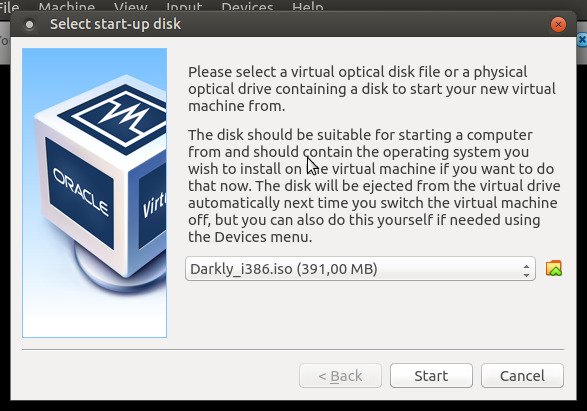 File Machine View Input Devices Help
Select start-up disk
Please select a virtual optical disk file or a physical
optical drive containing a disk to start your new virtual
machine from.
The disk should be suitable for starting a computer
from and should contain the operating system you
wish to install on the virtual machine if you want to do
that now. The disk will be ejected from the virtual drive
automatically next time you switch the virtual machine
off, but you can also do this yourself if needed using
the Devices menu.
ORACLE
Virtu
Darkly_i386.iso (391,00 MB)
< Back
Start
Cancel